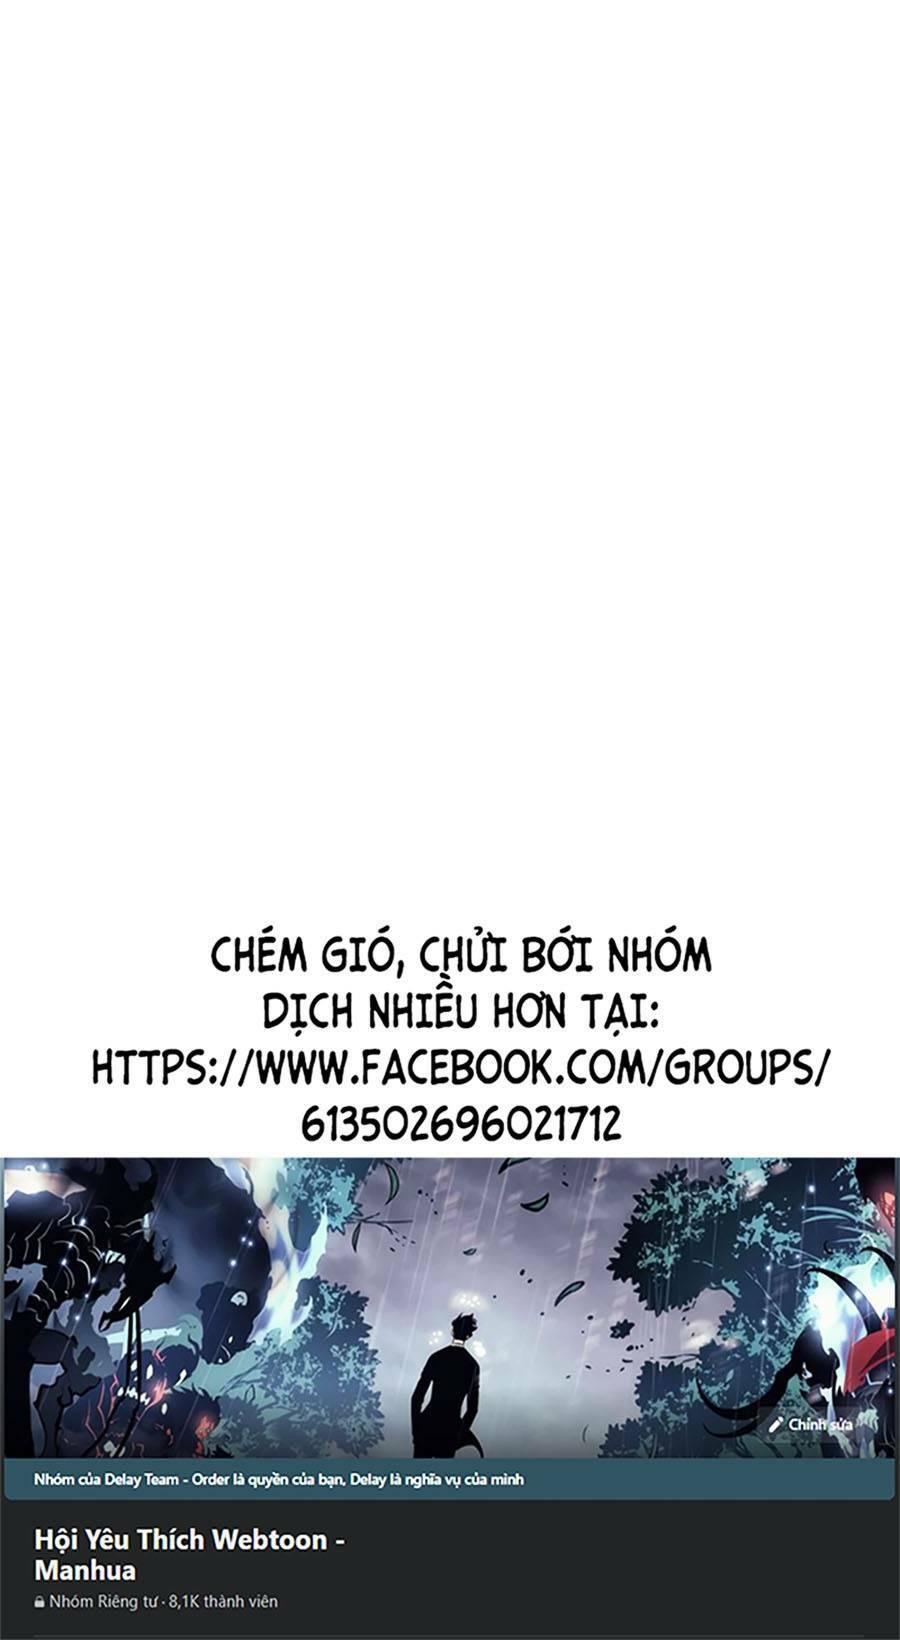 CHÉM GIÓ, CHỬI BỚI NHÓM
DỊCH NHIỀU HƠN TẠI:
HTTPS://WWW.FACEBOOK.COM/GROUPS/
613502696021712
Chỉnh sửa
Nhóm của Delay Team - Order là quyền của bạn, Delay là nghĩa vụ của mình
Hội Yêu Thích Webtoon -
Manhua
Nhóm Riêng tư · 8,1K thành viên